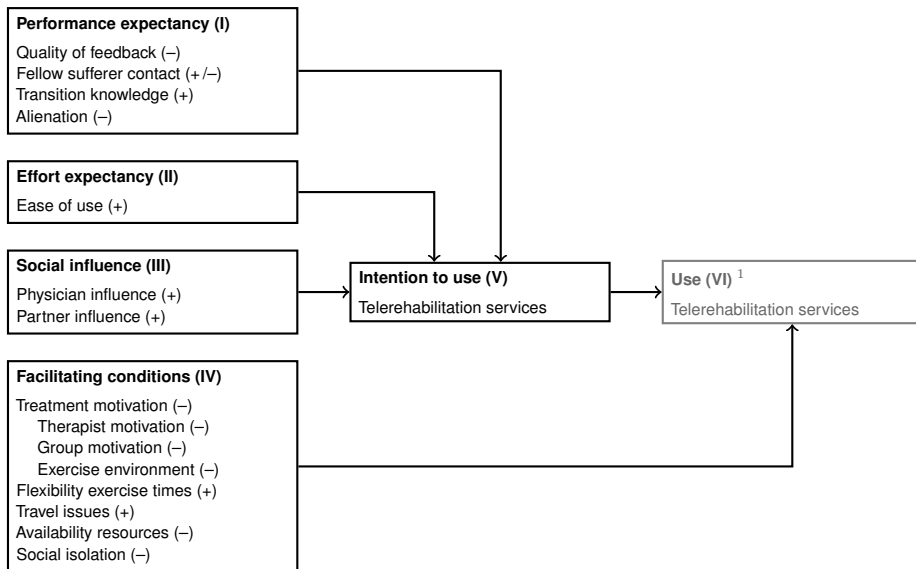 Performance expectancy (I)
Quality of feedback (–)
Fellow sufferer contact (+/–)
Transition knowledge (+)
Alienation (–)
Effort expectancy (II)
Ease of use (+)
Social influence (III)
Physician influence (+)
Partner influence (+)
Intention to use (V)
Telerehabilitation services
Use (VI) 1
Telerehabilitation services
Facilitating conditions (IV)
Treatment motivation (–)
Therapist motivation (–)
Group motivation (–)
Exercise environment (–)
Flexibility exercise times (+)
Travel issues (+)
Availability resources (–)
Social isolation (–)